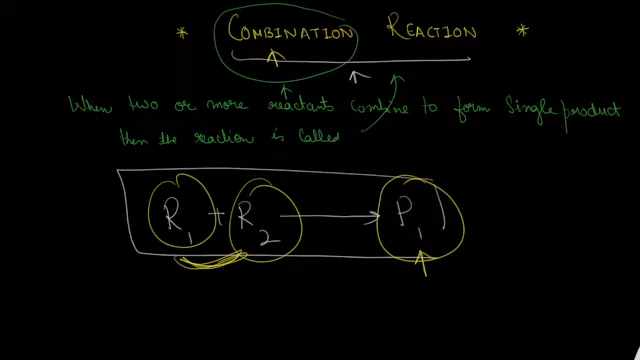 * COMBINATION REACTION *
When two or more reactants combine to form single product
then the reaction is called
R1 + R2 → P1